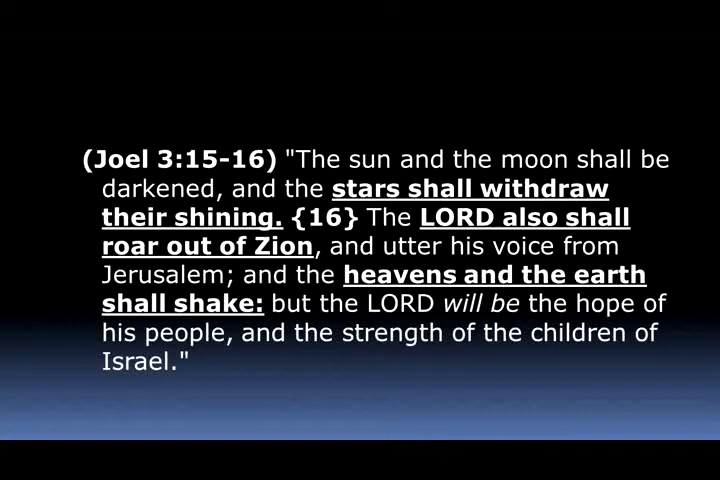 (Joel 3:15-16) "The sun and the moon shall be
darkened, and the stars shall withdraw
their shining. {16} The LORD also shall
roar out of Zion, and utter his voice from
Jerusalem; and the heavens and the earth
shall shake: but the LORD will be the hope of
his people, and the strength of the children of
Israel."